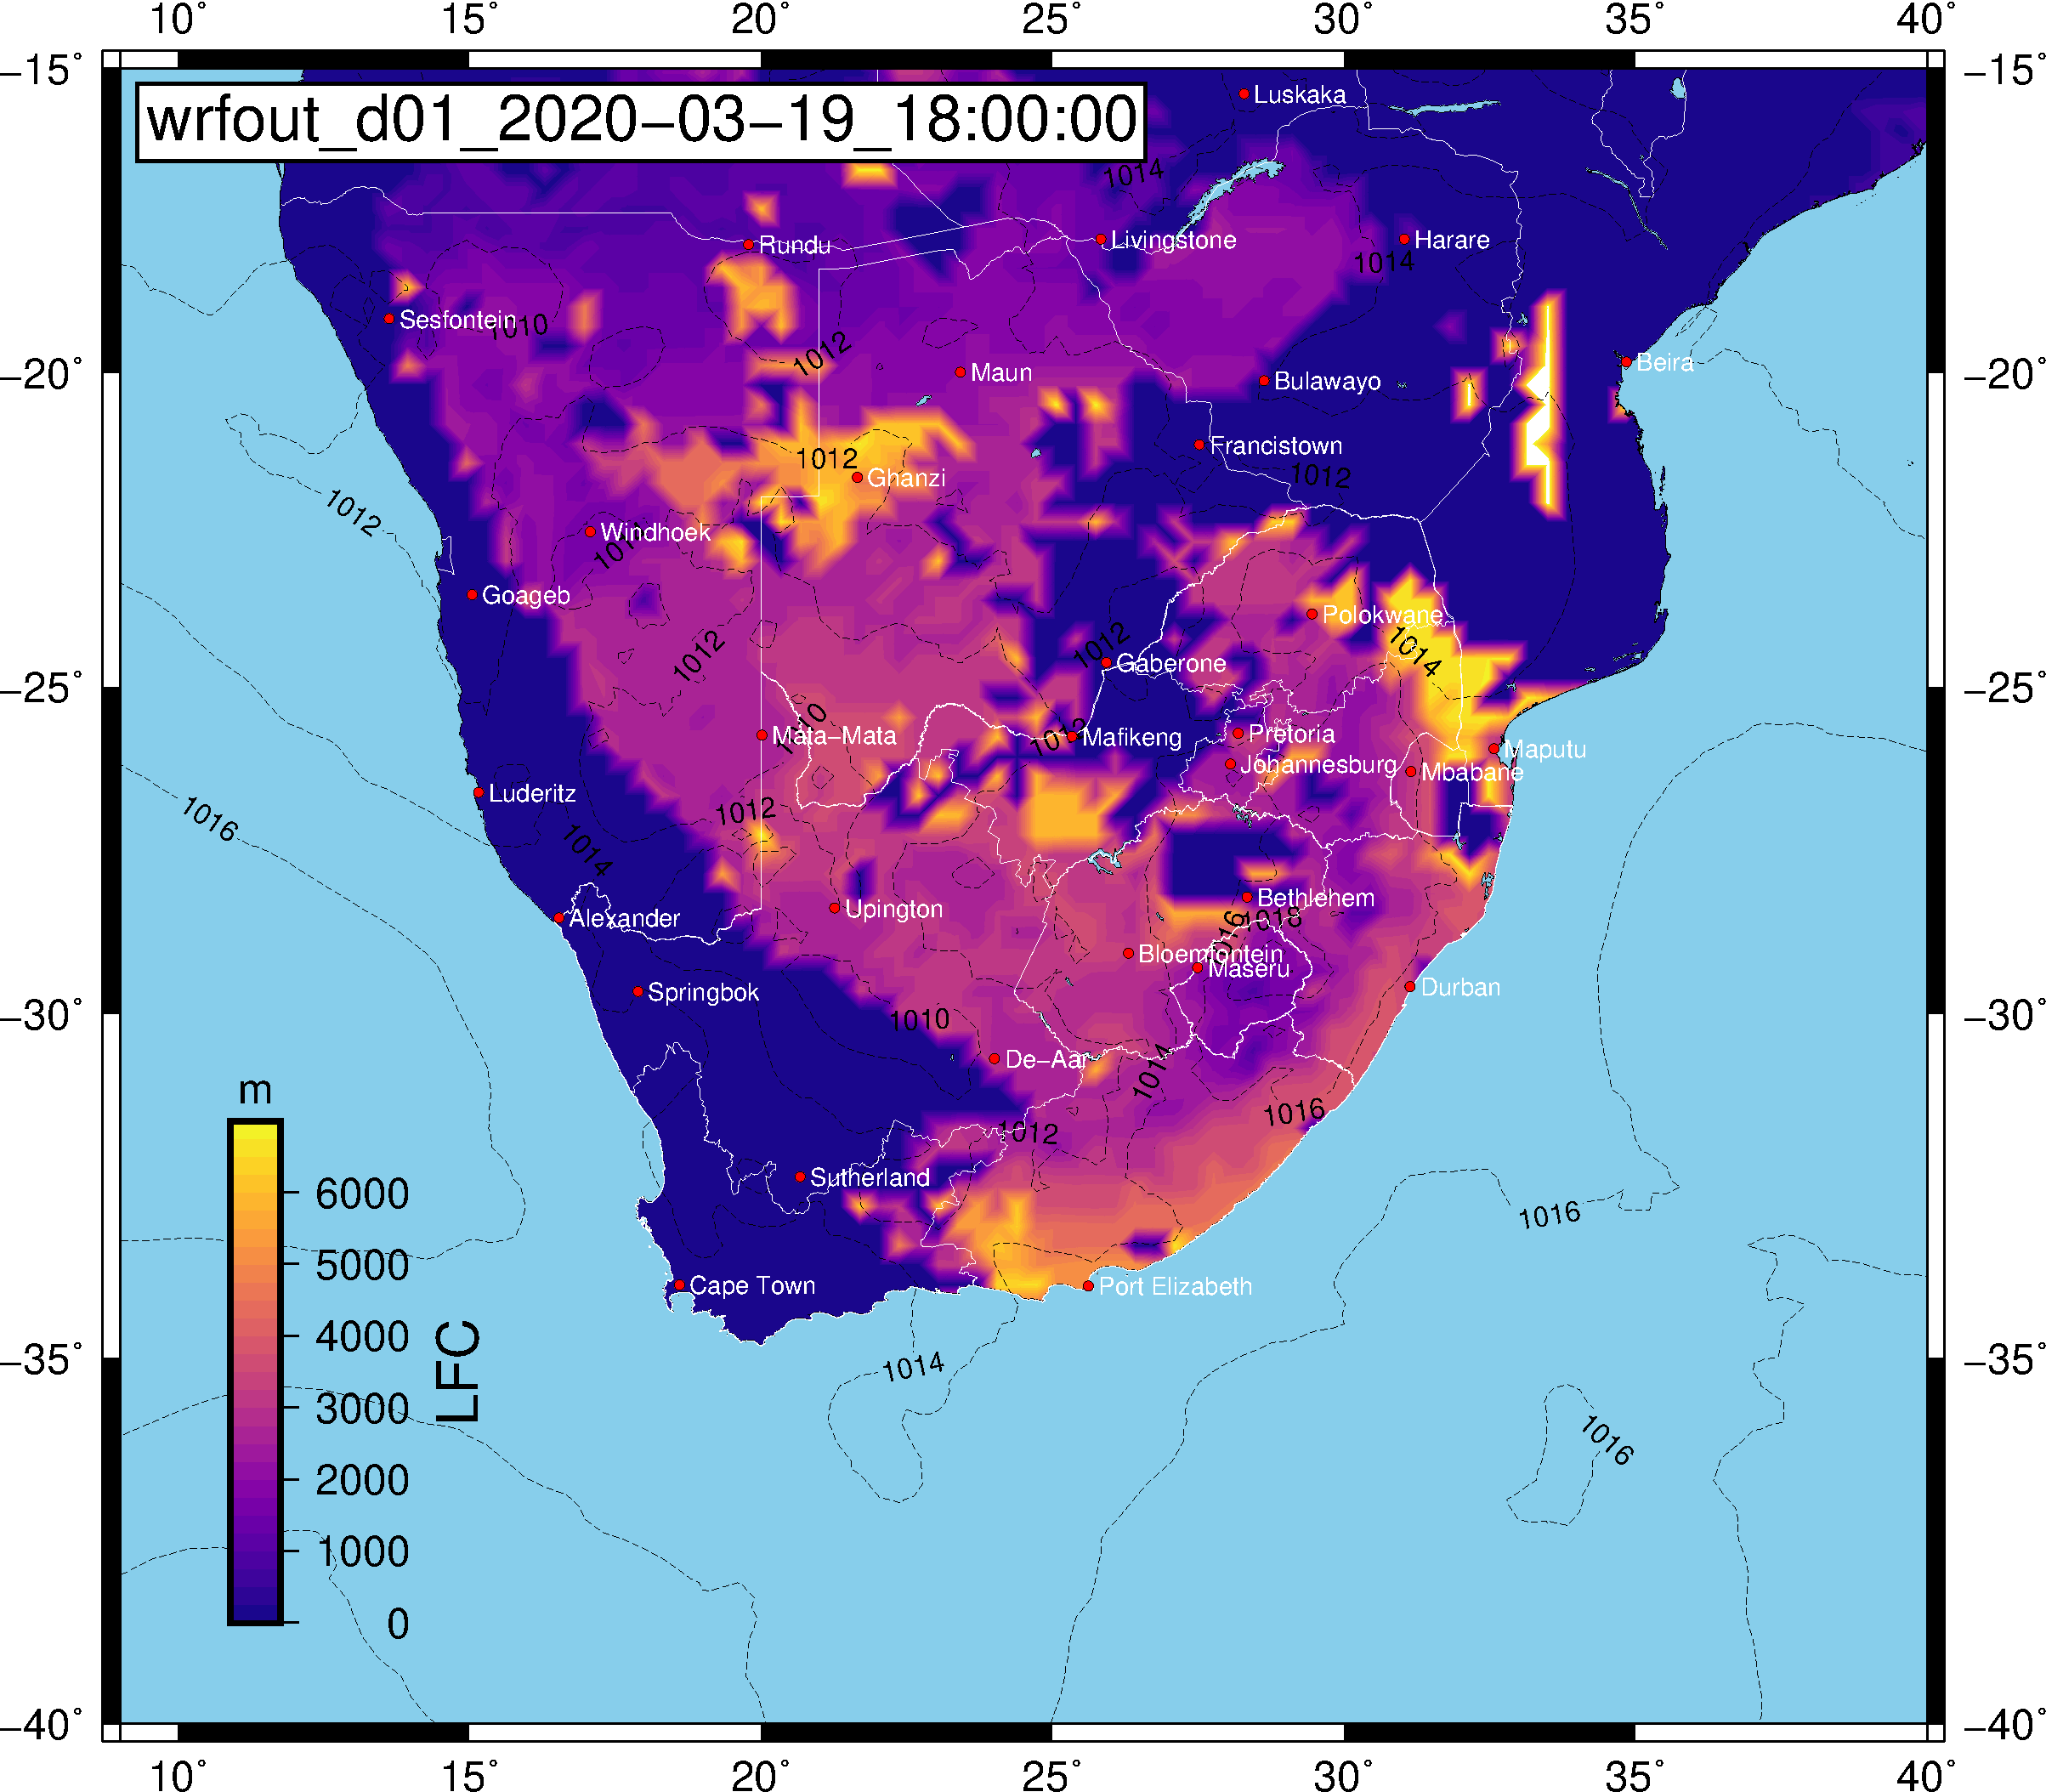 10° 15° 20° 25° 30° 35° 40°
−15° −15°
wrfout_d01_2020−03−19_18:00:00
Luskaka
1014
Rundu
Livingstone
Harare
1014
Sesfontein
1010
1012
Maun
Beira
−20° −20°
Bulawayo
Francistown
1012
Ghanzi
1012
1012
Windhoek
Goageb
Polokwane
1012
1012
1014
Gaberone
−25° −25°
1010
Mata−Mata
1012
Mafikeng
Pretoria
Maputu
Johannesburg
Mbabane
Luderitz
1012
1016
1014
Bethlehem
Alexander
Upington
1016
1018
Bloemfontein
Maseru
Springbok
Durban
−30° −30°
1010
De−Aar
1014
m
1016
1012
Sutherland
6000
1016
5000
Cape Town
Port Elizabeth
4000
LFC
−35° −35°
1014
3000
1016
2000
1000
0
−40° −40°
10° 15° 20° 25° 30° 35° 40°